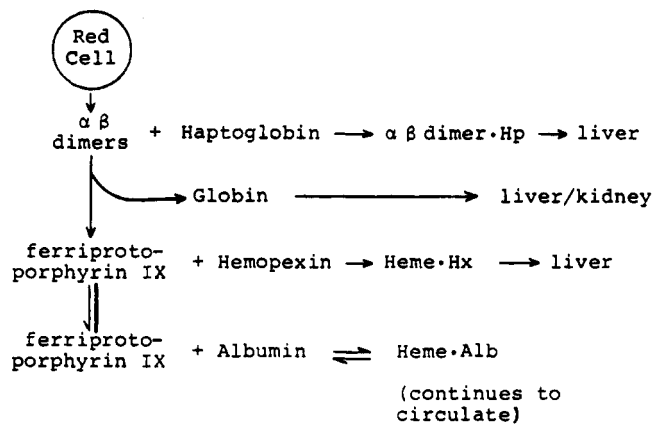 Red
Cell
α β
dimers + Haptoglobin → α β dimer·Hp → liver
Globin → liver/kidney
ferriproto-
porphyrin IX + Hemopexin → Heme·Hx → liver
ferriproto-
porphyrin IX + Albumin ⇌ Heme·Alb
(continues to
circulate)